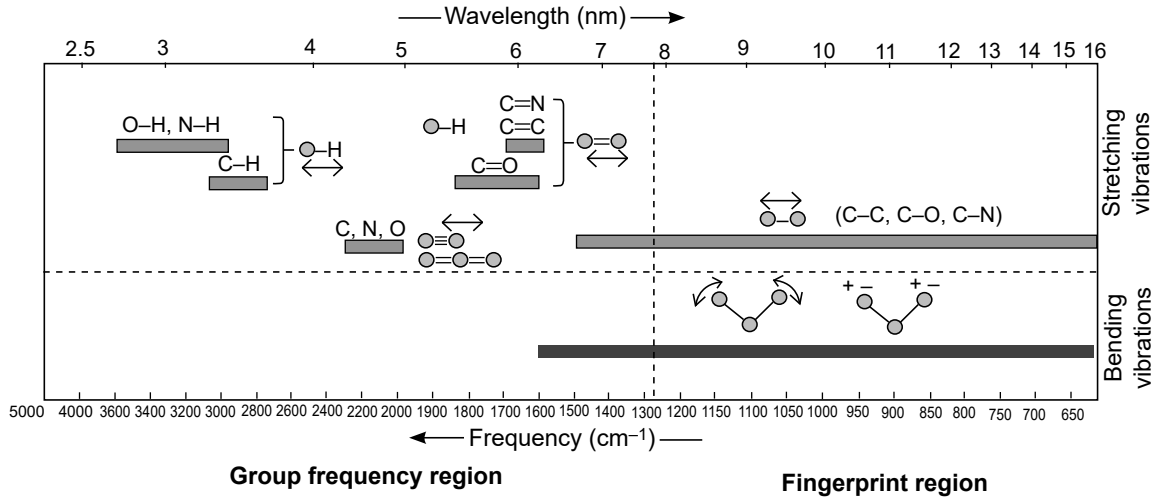 Wavelength (nm)
2.5 3 4 5 6 7 8 9 10 11 12 13 14 15 16
C=N
O–H, N–H –H C=C
–H
C–H C=O
(C–C, C–O, C–N)
C, N, O
Stretching
vibrations
+ – + –
Bending
vibrations
5000 4000 3600 3400 3200 3000 2800 2600 2400 2200 2000 1900 1800 1700 1600 1500 1400 1300 1200 1150 1100 1050 1000 950 900 850 800 750 700 650
Frequency (cm⁻¹)
Group frequency region Fingerprint region